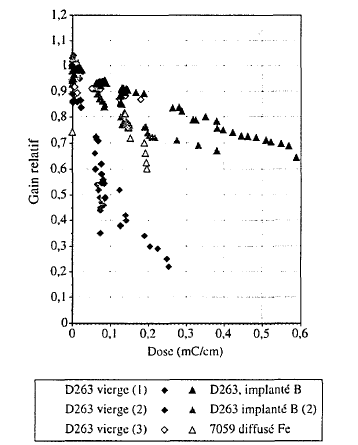 1,2
1,1
1
0,9
0,8
0,7
0,6
0,5
0,4
0,3
0,2
0,1
0
Gain relatif
0 0,1 0,2 0,3 0,4 0,5 0,6
Dose (mC/cm)
D263 vierge (1) D263, implanté B
D263 vierge (2) D263 implanté B (2)
D263 vierge (3) 7059 diffusé Fe